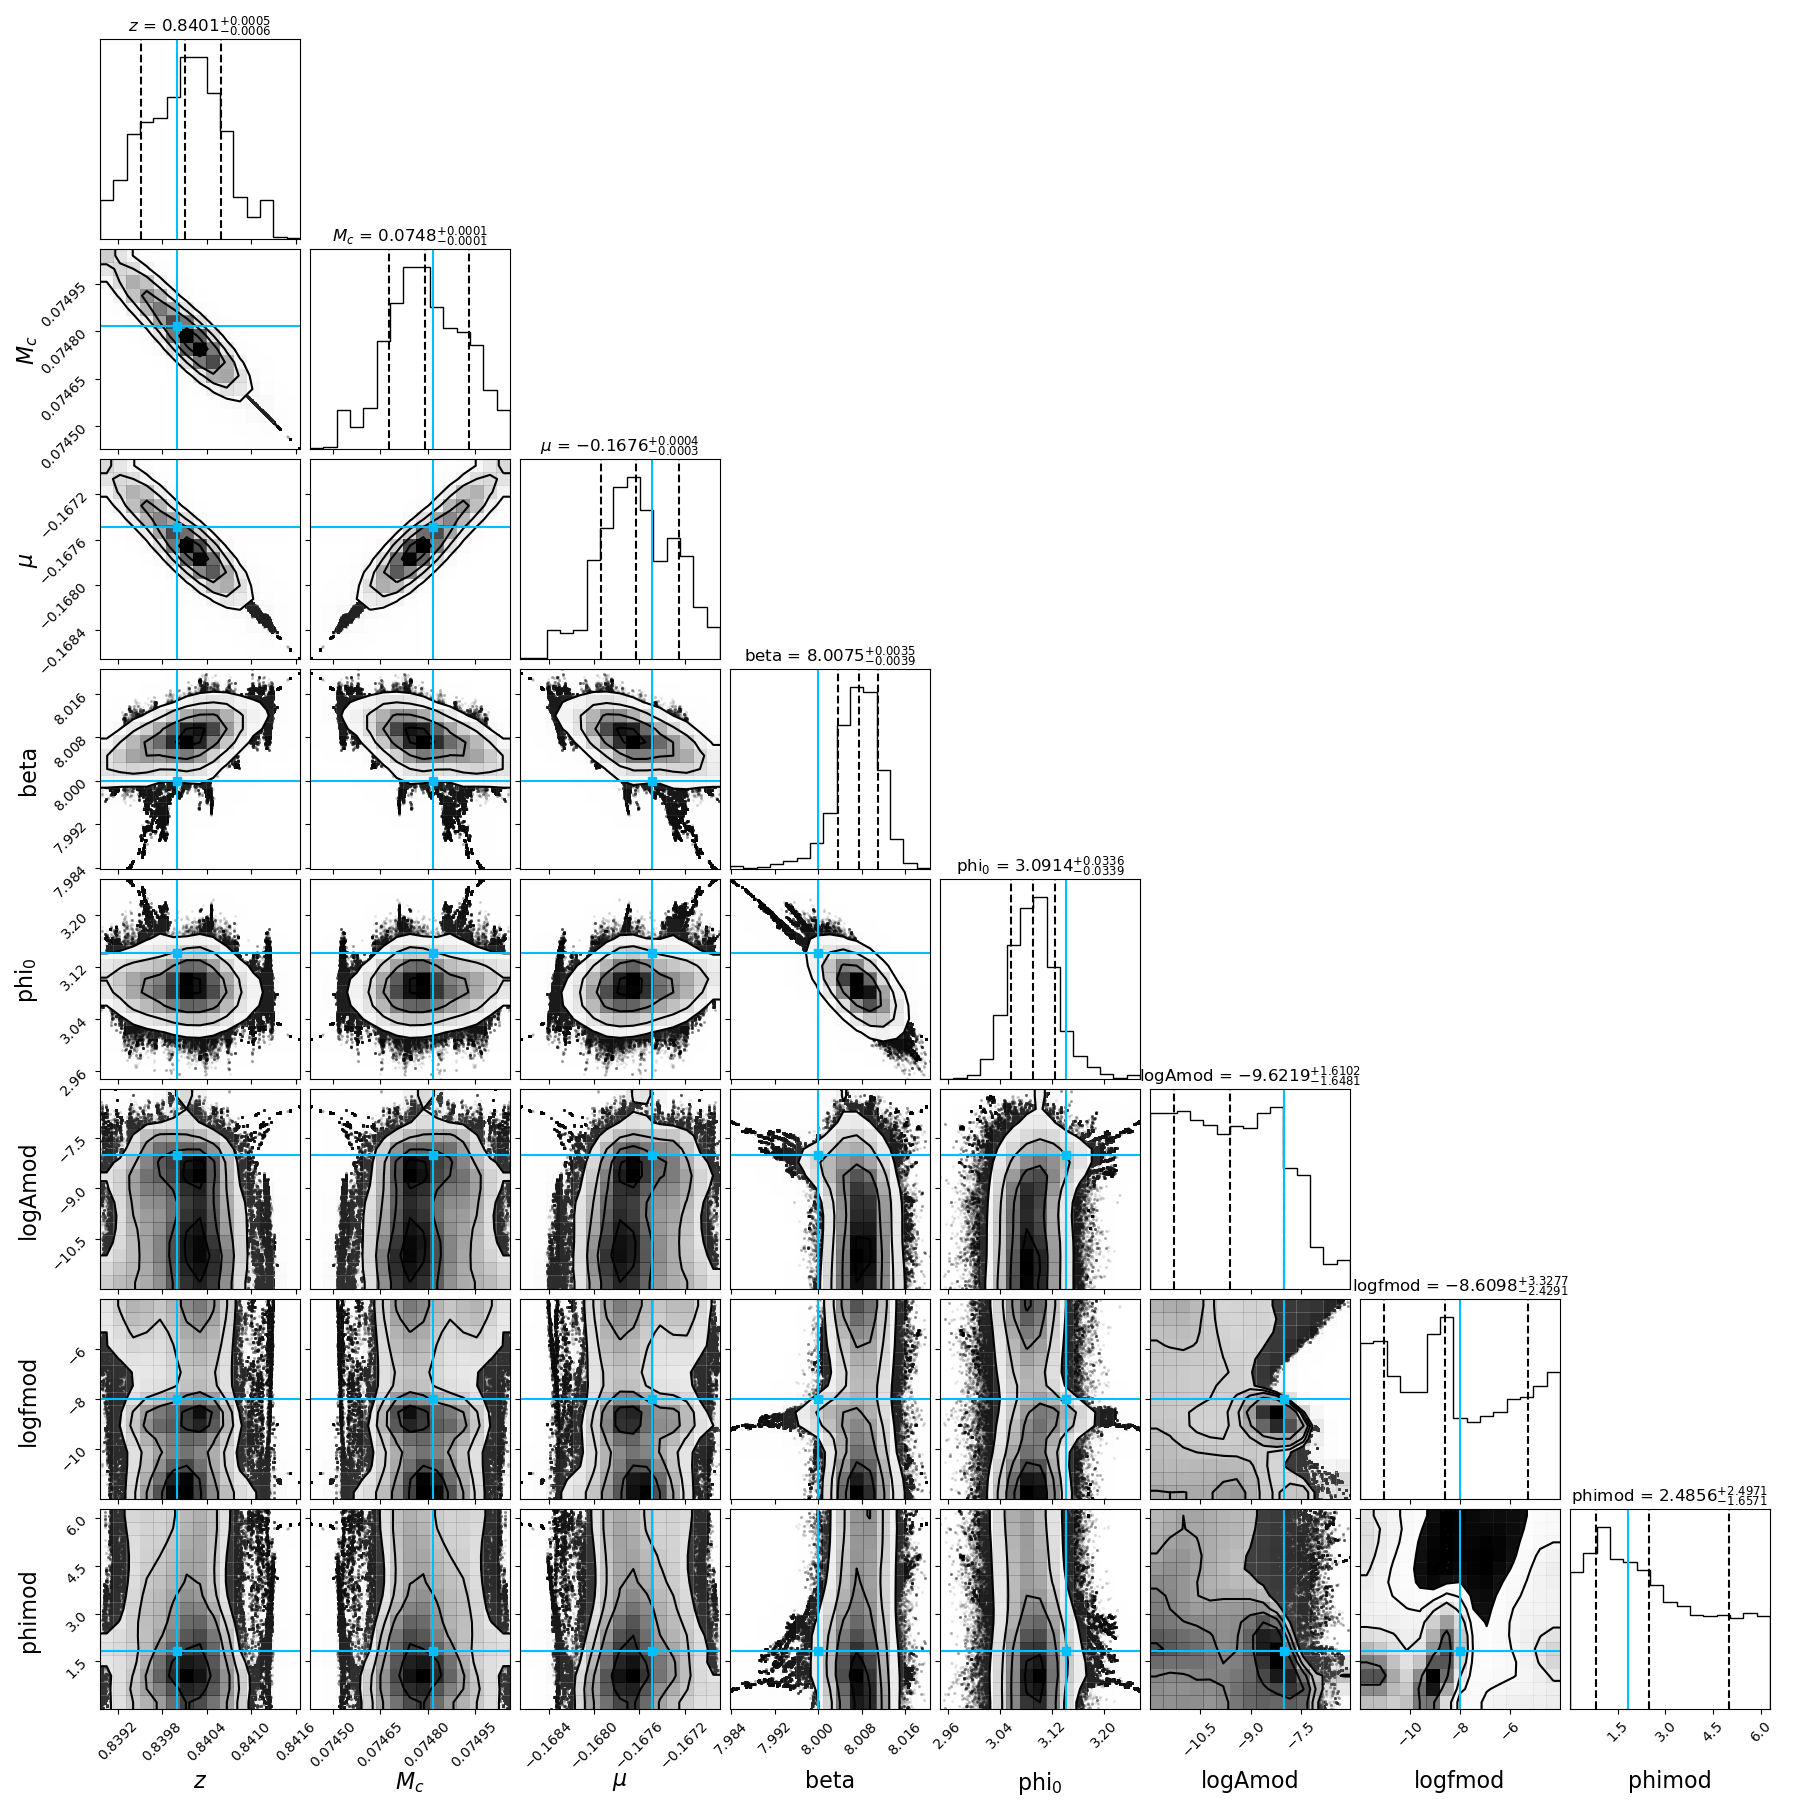 z = 0.8401+0.0005−0.0006
M_c = 0.0748+0.0001−0.0001
0.07495
0.07480
0.07465
0.07450
M_c
μ = −0.1676+0.0004−0.0003
−0.1672
−0.1676
−0.1680
−0.1684
μ
beta = 8.0075+0.0035−0.0039
8.016
8.008
8.000
7.992
7.984
beta
phi0 = 3.0914+0.0336−0.0339
3.20
3.12
3.04
2.96
phi0
logAmod = −9.6219+1.6102−1.6481
−7.5
−9.0
−10.5
logAmod
logfmod = −8.6098+3.3277−2.4291
−6
−8
−10
logfmod
phimod = 2.4856+2.4971−1.6571
6.0
4.5
3.0
1.5
phimod
0.8392 0.8398 0.8404 0.8410 0.8416
0.07450 0.07465 0.07480 0.07495
−0.1684 −0.1680 −0.1676 −0.1672
7.984 7.992 8.000 8.008 8.016
2.96 3.04 3.12 3.20
−10.5 −9.0 −7.5
−10 −8 −6
1.5 3.0 4.5 6.0
z M_c μ beta phi0 logAmod logfmod phimod